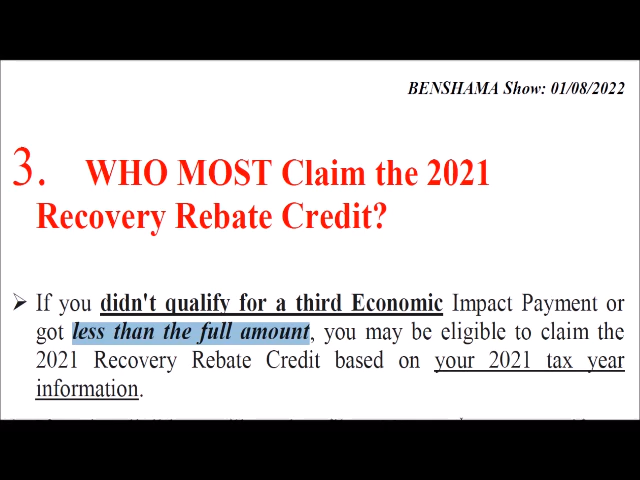 BENSHAMA Show: 01/08/2022
3. WHO MOST Claim the 2021
Recovery Rebate Credit?
➤ If you didn't qualify for a third Economic Impact Payment or
got less than the full amount, you may be eligible to claim the
2021 Recovery Rebate Credit based on your 2021 tax year
information.